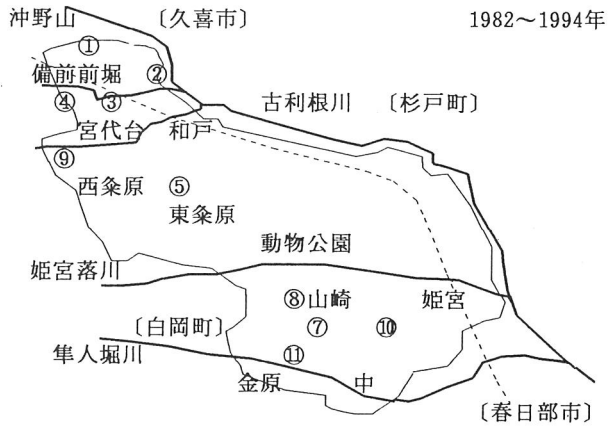 沖野山 〔久喜市〕 1982～1994年
①
備前前堀 ②
④ ③ 古利根川 〔杉戸町〕
宮代台 和戸
⑨
西粂原 ⑤
東粂原
動物公園
姫宮落川
⑧山崎 姫宮
〔白岡町〕 ⑦ ⑩
隼人堀川 ⑪
金原 中
〔春日部市〕